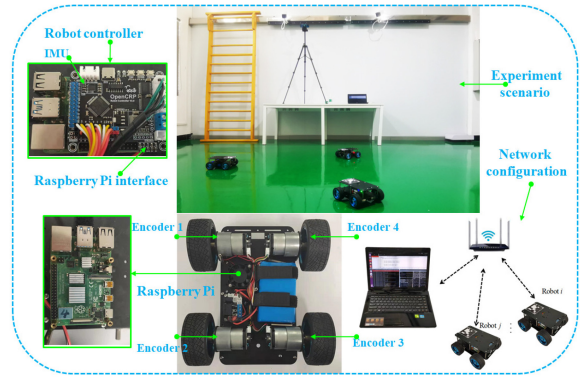 Robot controller
IMU
OpenCRP
Raspberry Pi interface
Experiment
scenario
Network
configuration
Encoder 1
Encoder 4
Raspberry Pi
Encoder 2
Encoder 3
Robot i
Robot j